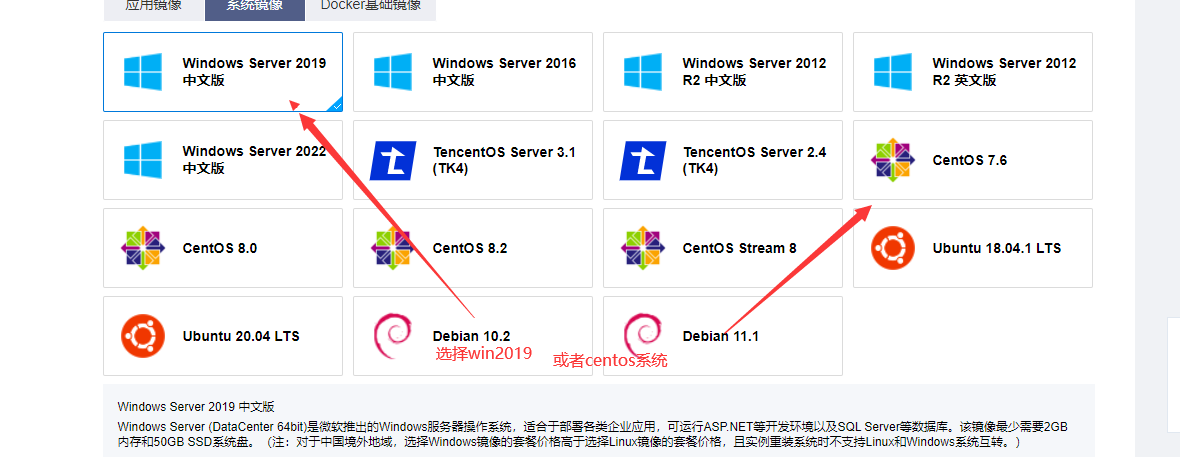 应用镜像
系统镜像
Docker基础镜像
Windows Server 2019
中文版
Windows Server 2016
中文版
Windows Server 2012
R2 中文版
Windows Server 2012
R2 英文版
Windows Server 2022
中文版
TencentOS Server 3.1
(TK4)
TencentOS Server 2.4
(TK4)
CentOS 7.6
CentOS 8.0
CentOS 8.2
CentOS Stream 8
Ubuntu 18.04.1 LTS
Ubuntu 20.04 LTS
Debian 10.2
Debian 11.1
选择win2019
或者centos系统
Windows Server 2019 中文版
Windows Server (DataCenter 64bit)是微软推出的Windows服务器操作系统，适合于部署各类企业应用，可运行ASP.NET等开发环境以及SQL Server等数据库。该镜像最少需要2GB
内存和50GB SSD系统盘。（注：对于中国境外地域，选择Windows镜像的套餐价格高于选择Linux镜像的套餐价格，且实例重装系统时不支持Linux和Windows系统互转。）